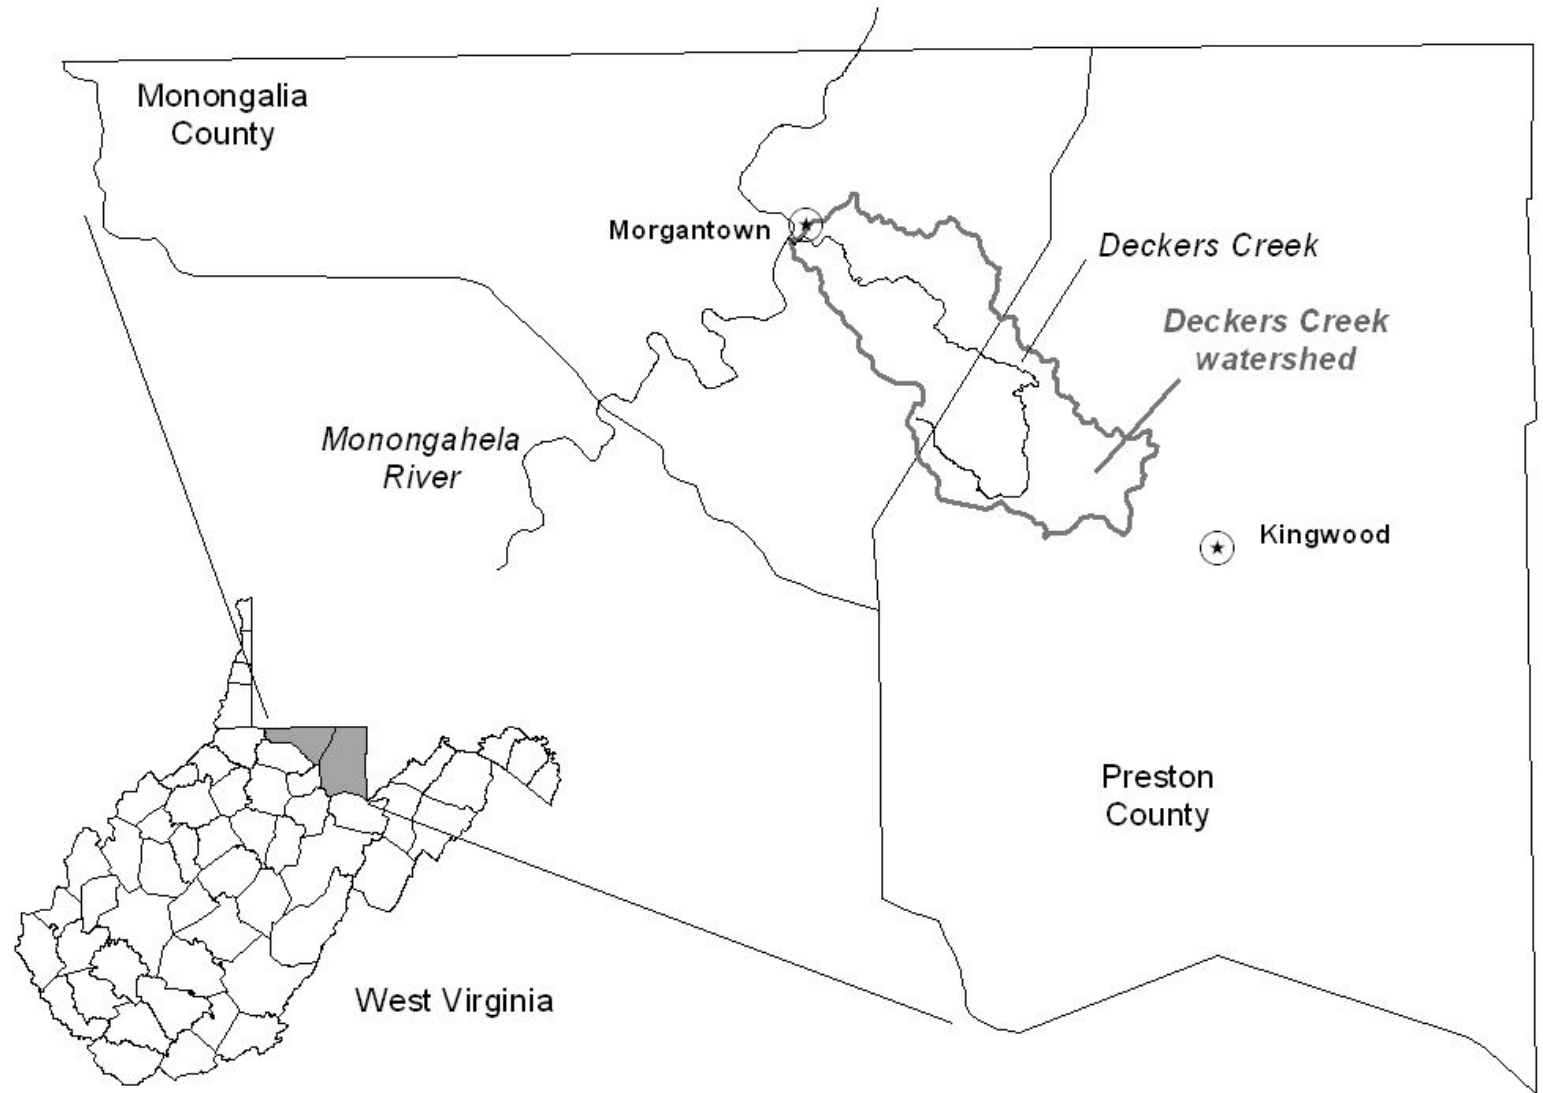 Monongalia
County
Morgantown
Deckers Creek
Deckers Creek
watershed
Monongahela
River
Kingwood
Preston
County
West Virginia